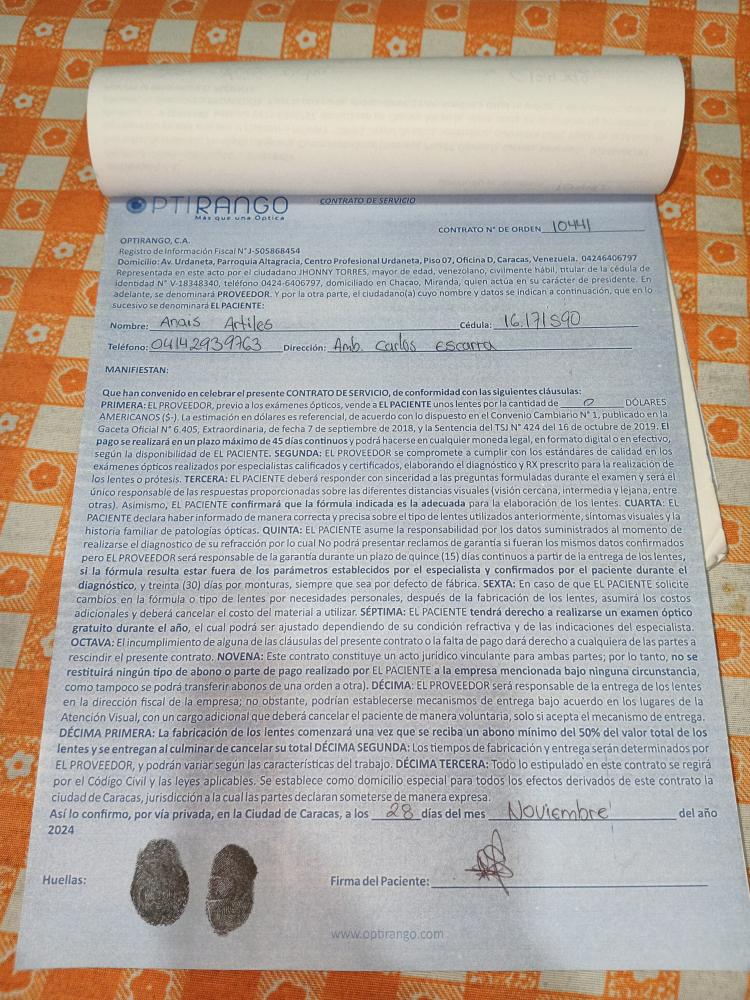 OPTIRANGO
Más que una Óptica
CONTRATO DE SERVICIO
CONTRATO N° DE ORDEN 10441
OPTIRANGO, C.A.
Registro de Información Fiscal N°J-505868454
Domicilio: Av. Urdaneta, Parroquia Altagracia, Centro Profesional Urdaneta, Piso 07, Oficina D, Caracas, Venezuela. 04246406797
Representada en este acto por el ciudadano JHONNY TORRES, mayor de edad, venezolano, civilmente hábil, titular de la cédula de
identidad N° V-18348340, teléfono 0424-6406797, domiciliado en Chacao, Miranda, quien actúa en su carácter de presidente. En
adelante, se denominará PROVEEDOR. Y por la otra parte, el ciudadano(a) cuyo nombre y datos se indican a continuación, que en lo
sucesivo se denominará EL PACIENTE:
Nombre: Anais Artiles Cédula: 16.171590
Teléfono: 04142939763 Dirección: Amb. Carlos Escarra
MANIFIESTAN:
Que han convenido en celebrar el presente CONTRATO DE SERVICIO, de conformidad con las siguientes cláusulas:
PRIMERA: EL PROVEEDOR, previo a los exámenes ópticos, vende a EL PACIENTE unos lentes por la cantidad de 0 DÓLARES
AMERICANOS ($-). La estimación en dólares es referencial, de acuerdo con lo dispuesto en el Convenio Cambiario N° 1, publicado en la
Gaceta Oficial N° 6.405, Extraordinaria, de fecha 7 de septiembre de 2018, y la Sentencia del TSJ N° 424 del 16 de octubre de 2019. El
pago se realizará en un plazo máximo de 45 días continuos y podrá hacerse en cualquier moneda legal, en formato digital o en efectivo,
según la disponibilidad de EL PACIENTE. SEGUNDA: EL PROVEEDOR se compromete a cumplir con los estándares de calidad en los
exámenes ópticos realizados por especialistas calificados y certificados, elaborando el diagnóstico y RX prescrito para la realización de
los lentes o prótesis. TERCERA: EL PACIENTE deberá responder con sinceridad a las preguntas formuladas durante el examen y será el
único responsable de las respuestas proporcionadas sobre las diferentes distancias visuales (visión cercana, intermedia y lejana, entre
otras). Asimismo, EL PACIENTE confirmará que la fórmula indicada es la adecuada para la elaboración de los lentes. CUARTA: EL
PACIENTE declara haber informado de manera correcta y precisa sobre el tipo de lentes utilizados anteriormente, síntomas visuales y la
historia familiar de patologías ópticas. QUINTA: EL PACIENTE asume la responsabilidad por los datos suministrados al momento de
realizarse el diagnostico de su refracción por lo cual No podrá presentar reclamos de garantía si fueran los mismos datos confirmados
pero EL PROVEEDOR será responsable de la garantía durante un plazo de quince (15) días continuos a partir de la entrega de los lentes,
si la fórmula resulta estar fuera de los parámetros establecidos por el especialista y confirmados por el paciente durante el
diagnóstico, y treinta (30) días por monturas, siempre que sea por defecto de fábrica. SEXTA: En caso de que EL PACIENTE solicite
cambios en la fórmula o tipo de lentes por necesidades personales, después de la fabricación de los lentes, asumirá los costos
adicionales y deberá cancelar el costo del material a utilizar. SÉPTIMA: EL PACIENTE tendrá derecho a realizarse un examen óptico
gratuito durante el año, el cual podrá ser ajustado dependiendo de su condición refractiva y de las indicaciones del especialista.
OCTAVA: El incumplimiento de alguna de las cláusulas del presente contrato o la falta de pago dará derecho a cualquiera de las partes a
rescindir el presente contrato. NOVENA: Este contrato constituye un acto jurídico vinculante para ambas partes; por lo tanto, no se
restituirá ningún tipo de abono o parte de pago realizado por EL PACIENTE a la empresa mencionada bajo ninguna circunstancia,
como tampoco se podrá transferir abonos de una orden a otra). DÉCIMA: EL PROVEEDOR será responsable de la entrega de los lentes
en la dirección fiscal de la empresa; no obstante, podrían establecerse mecanismos de entrega bajo acuerdo en los lugares de la
Atención Visual, con un cargo adicional que deberá cancelar el paciente de manera voluntaria, solo si acepta el mecanismo de entrega.
DÉCIMA PRIMERA: La fabricación de los lentes comenzará una vez que se reciba un abono mínimo del 50% del valor total de los
lentes y se entregan al culminar de cancelar su total DÉCIMA SEGUNDA: Los tiempos de fabricación y entrega serán determinados por
EL PROVEEDOR, y podrán variar según las características del trabajo. DÉCIMA TERCERA: Todo lo estipulado en este contrato se regirá
por el Código Civil y las leyes aplicables. Se establece como domicilio especial para todos los efectos derivados de este contrato la
ciudad de Caracas, jurisdicción a la cual las partes declaran someterse de manera expresa.
Así lo confirmo, por vía privada, en la Ciudad de Caracas, a los 28 días del mes Noviembre del año
2024
Huellas: Firma del Paciente:
www.optirango.com